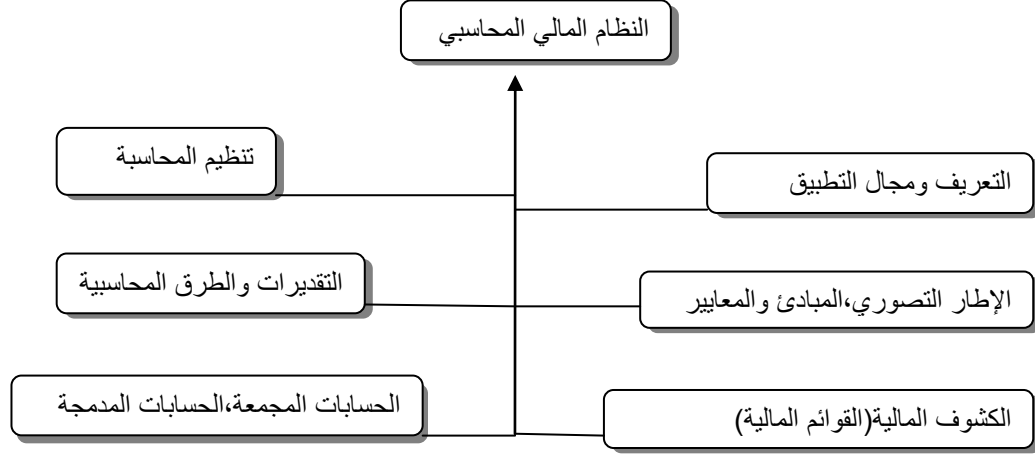 النظام المالي المحاسبي
التعريف ومجال التطبيق
تنظيم المحاسبة
الإطار التصوري،المبادئ والمعايير
التقديرات والطرق المحاسبية
الكشوف المالية(القوائم المالية)
الحسابات المجمعة،الحسابات المدمجة